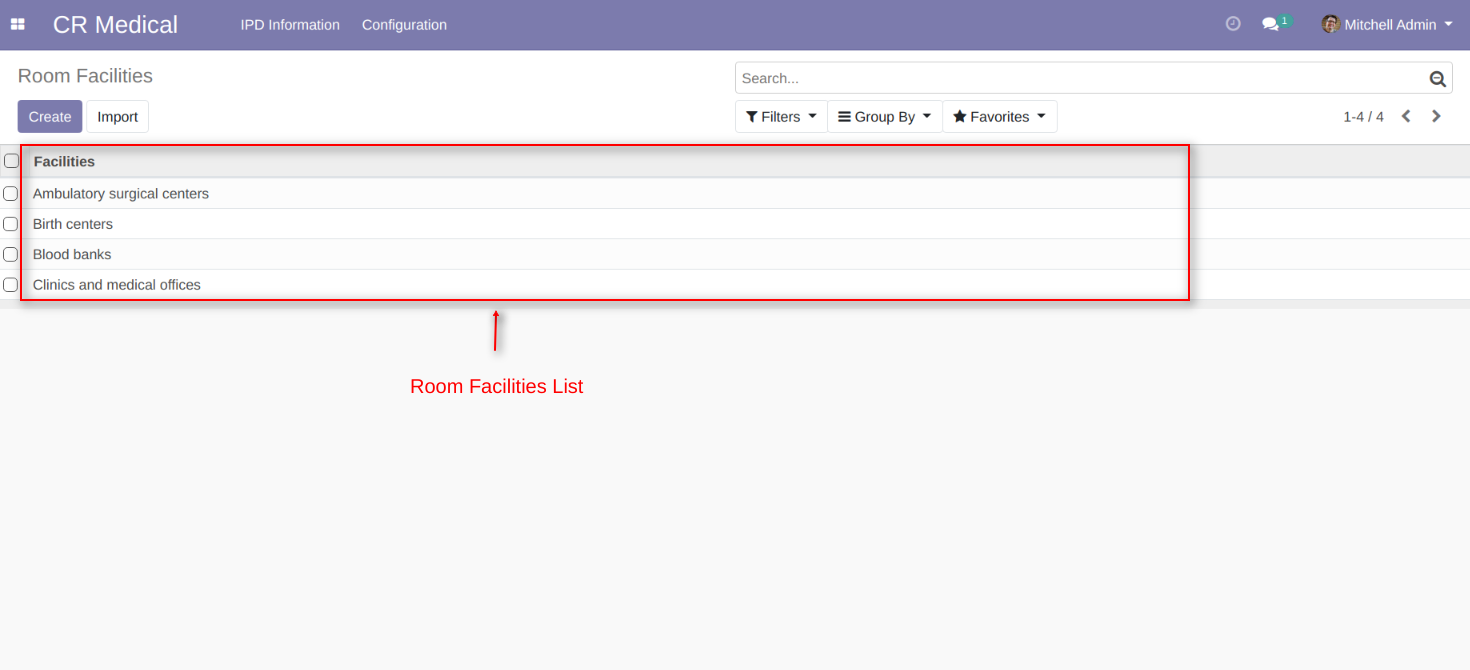 CR Medical IPD Information Configuration 1 Mitchell Admin
Room Facilities
Search...
Create Import Filters Group By Favorites 1-4 / 4
Facilities
Ambulatory surgical centers
Birth centers
Blood banks
Clinics and medical offices
Room Facilities List